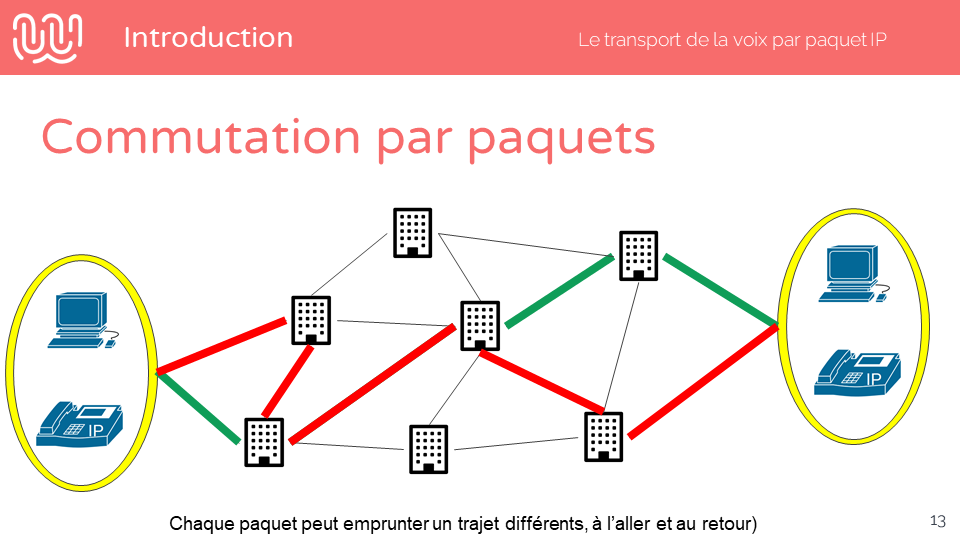 Introduction
Le transport de la voix par paquet IP
Commutation par paquets
IP
IP
Chaque paquet peut emprunter un trajet différents, à l’aller et au retour)
13